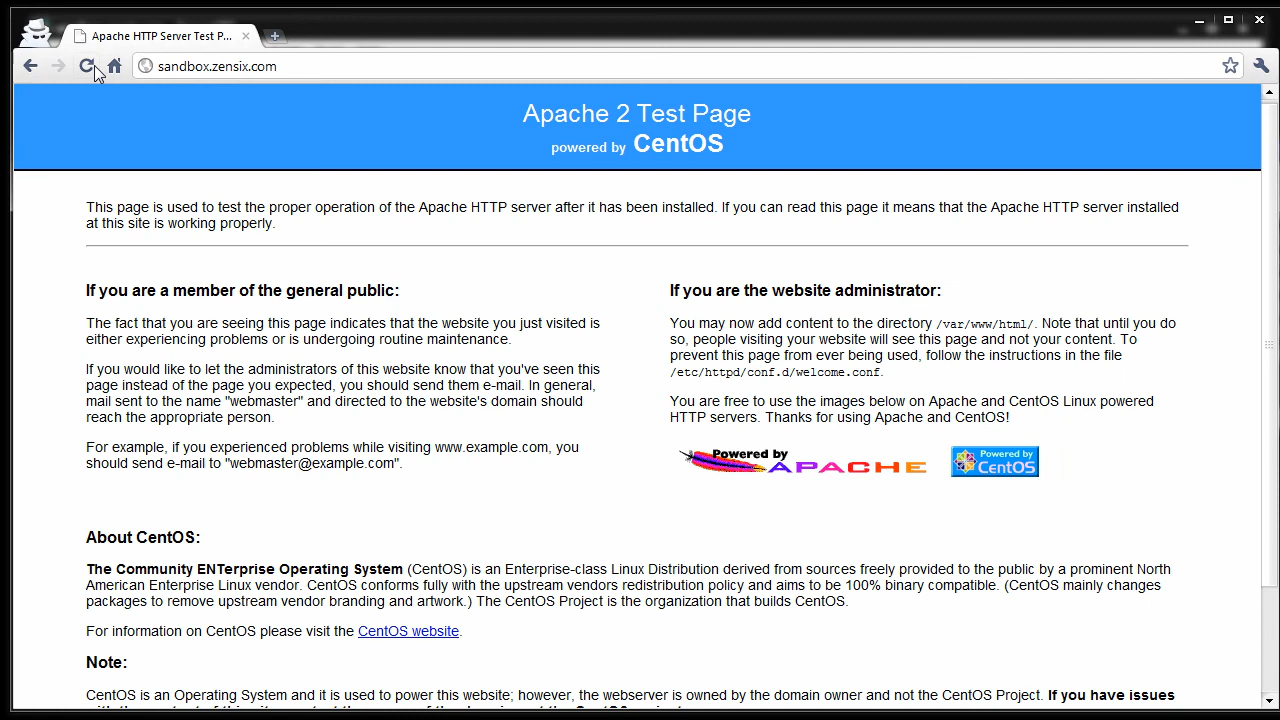 Apache HTTP Server Test P...
sandbox.zensix.com
Apache 2 Test Page
powered by CentOS
This page is used to test the proper operation of the Apache HTTP server after it has been installed. If you can read this page it means that the Apache HTTP server installed
at this site is working properly.
If you are a member of the general public:
The fact that you are seeing this page indicates that the website you just visited is
either experiencing problems or is undergoing routine maintenance.
If you would like to let the administrators of this website know that you've seen this
page instead of the page you expected, you should send them e-mail. In general,
mail sent to the name "webmaster" and directed to the website's domain should
reach the appropriate person.
For example, if you experienced problems while visiting www.example.com, you
should send e-mail to "webmaster@example.com".
If you are the website administrator:
You may now add content to the directory /var/www/html/. Note that until you do
so, people visiting your website will see this page and not your content. To
prevent this page from ever being used, follow the instructions in the file
/etc/httpd/conf.d/welcome.conf.
You are free to use the images below on Apache and CentOS Linux powered
HTTP servers. Thanks for using Apache and CentOS!
Powered by
APACHE
Powered by
CentOS
About CentOS:
The Community ENTerprise Operating System (CentOS) is an Enterprise-class Linux Distribution derived from sources freely provided to the public by a prominent North
American Enterprise Linux vendor. CentOS conforms fully with the upstream vendors redistribution policy and aims to be 100% binary compatible. (CentOS mainly changes
packages to remove upstream vendor branding and artwork.) The CentOS Project is the organization that builds CentOS.
For information on CentOS please visit the CentOS website.
Note:
CentOS is an Operating System and it is used to power this website; however, the webserver is owned by the domain owner and not the CentOS Project. If you have issues